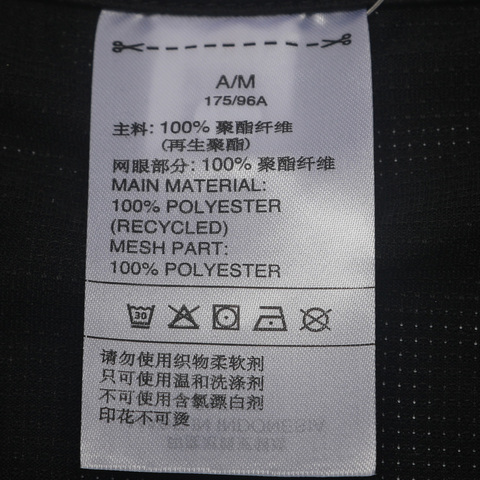 A/M
175/96A
主料: 100% 聚酯纤维
(再生聚酯)
网眼部分: 100% 聚酯纤维
MAIN MATERIAL:
100% POLYESTER
(RECYCLED)
MESH PART:
100% POLYESTER
30
请勿使用织物柔软剂
只可使用温和洗涤剂
不可使用含氯漂白剂
印花不可烫
IN INDONESIA